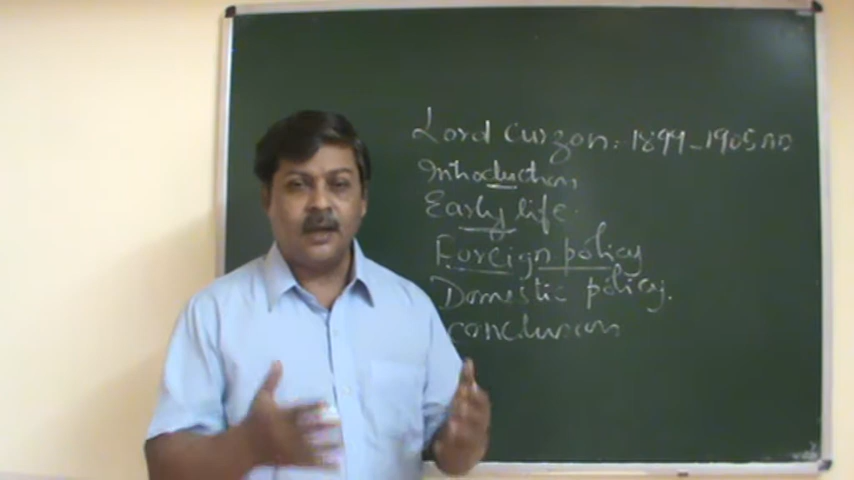 Lord Curzon: 1899-1905 AD
Introduction,
Early life.
Foreign policy
Domestic policy.
Conclusion